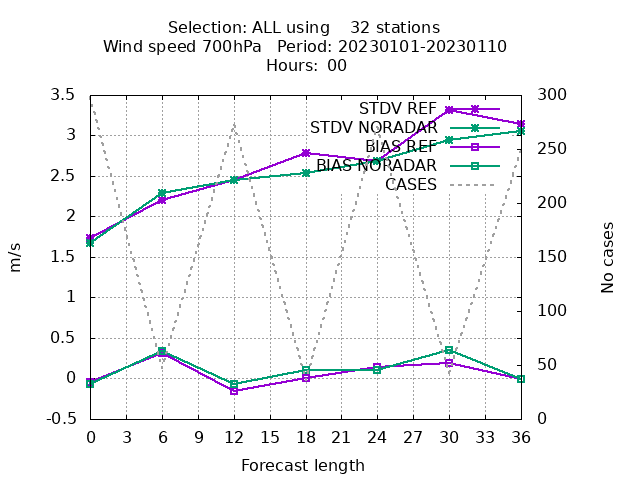 Selection: ALL using    32 stations
Wind speed 700hPa   Period: 20230101-20230110
Hours: 00
STDV REF
STDV NORADAR
BIAS REF
BIAS NORADAR
CASES
3.5
3
2.5
2
1.5
1
0.5
0
-0.5
m/s
300
250
200
150
100
50
0
No cases
0 3 6 9 12 15 18 21 24 27 30 33 36
Forecast length